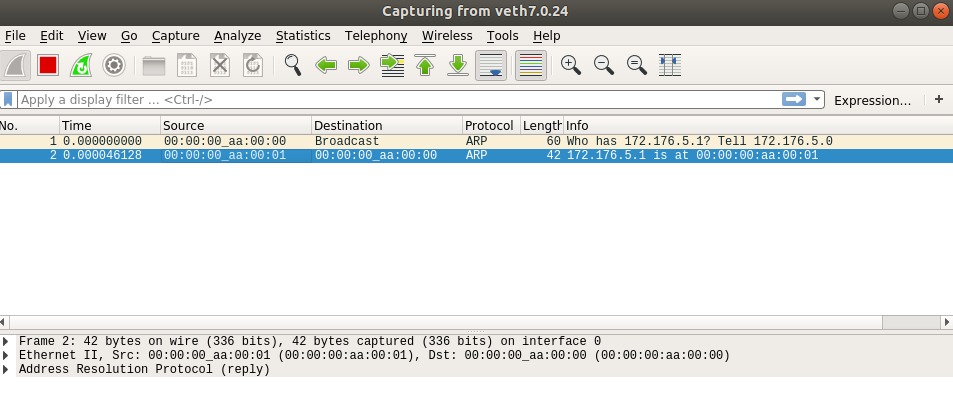 Capturing from veth7.0.24
File Edit View Go Capture Analyze Statistics Telephony Wireless Tools Help
Apply a display filter ... <Ctrl-/> Expression... +
No. Time Source Destination Protocol Length Info
1 0.000000000 00:00:00_aa:00:00 Broadcast ARP 60 Who has 172.176.5.1? Tell 172.176.5.0
2 0.000046128 00:00:00_aa:00:01 00:00:00_aa:00:00 ARP 42 172.176.5.1 is at 00:00:00:aa:00:01
Frame 2: 42 bytes on wire (336 bits), 42 bytes captured (336 bits) on interface 0
Ethernet II, Src: 00:00:00_aa:00:01 (00:00:00:aa:00:01), Dst: 00:00:00_aa:00:00 (00:00:00:aa:00:00)
Address Resolution Protocol (reply)